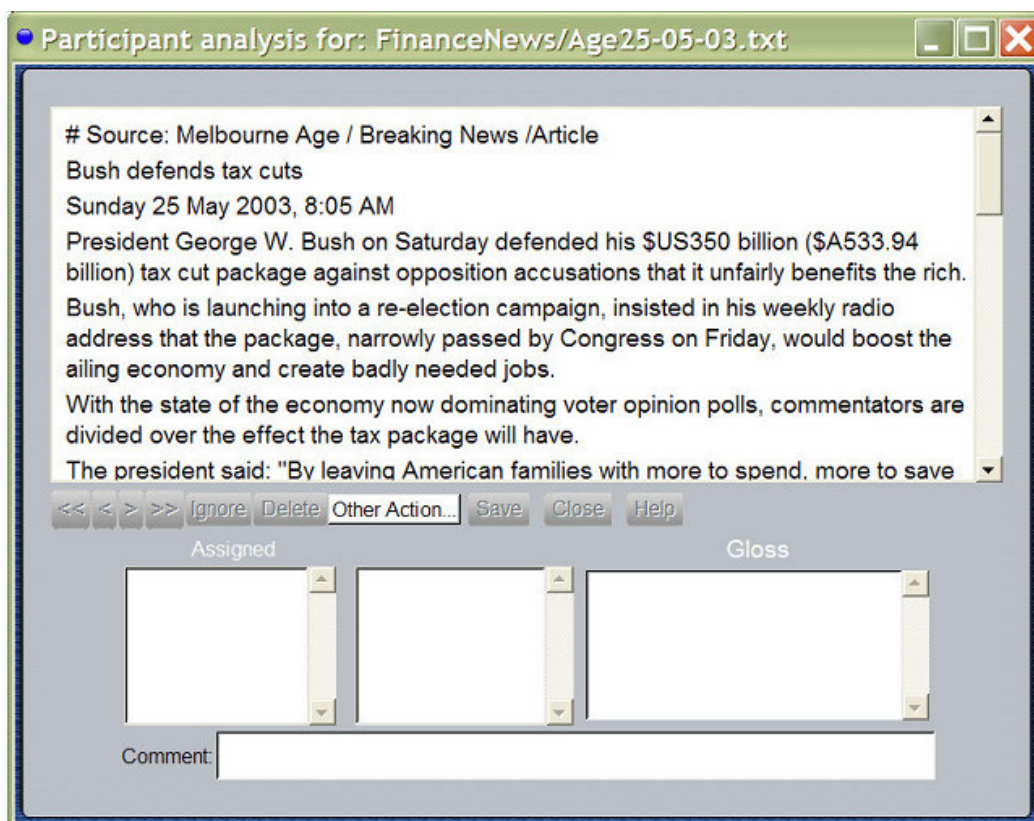 Participant analysis for: FinanceNews/Age25-05-03.txt
# Source: Melbourne Age / Breaking News /Article
Bush defends tax cuts
Sunday 25 May 2003, 8:05 AM
President George W. Bush on Saturday defended his $US350 billion ($A533.94
billion) tax cut package against opposition accusations that it unfairly benefits the rich.
Bush, who is launching into a re-election campaign, insisted in his weekly radio
address that the package, narrowly passed by Congress on Friday, would boost the
ailing economy and create badly needed jobs.
With the state of the economy now dominating voter opinion polls, commentators are
divided over the effect the tax package will have.
The president said: "By leaving American families with more to spend, more to save
<< < > >> Ignore Delete Other Action... Save Close Help
Assigned Gloss
Comment: